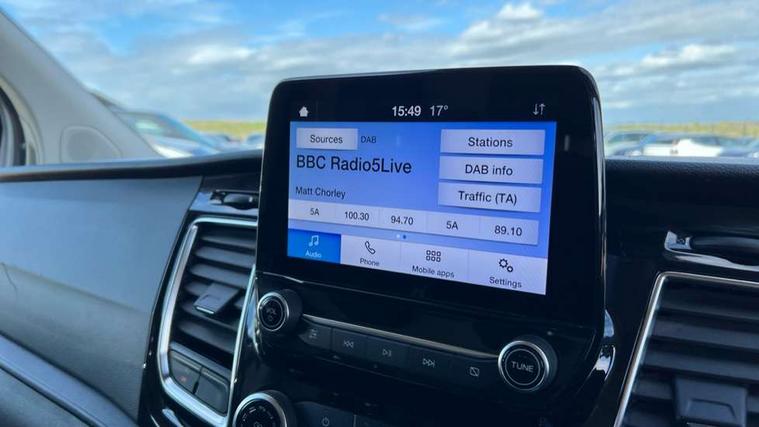 15:49 17°
Sources DAB
Stations
BBC Radio5Live
DAB info
Matt Chorley
Traffic (TA)
5A 100.30 94.70 5A 89.10
Audio Phone Mobile apps Settings
VOL
TUNE